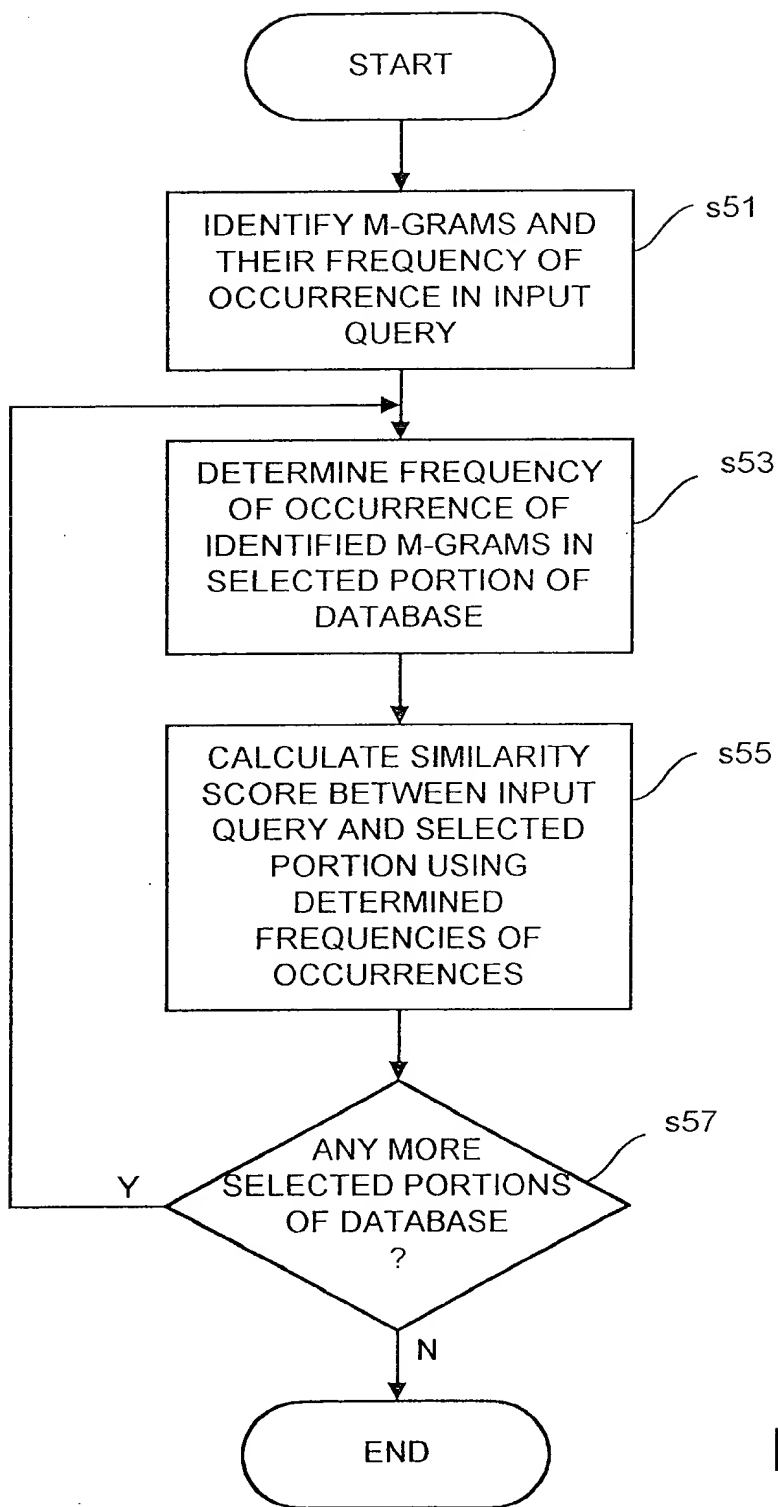 START
s51
IDENTIFY M-GRAMS AND
THEIR FREQUENCY OF
OCCURRENCE IN INPUT
QUERY
s53
DETERMINE FREQUENCY
OF OCCURRENCE OF
IDENTIFIED M-GRAMS IN
SELECTED PORTION OF
DATABASE
s55
CALCULATE SIMILARITY
SCORE BETWEEN INPUT
QUERY AND SELECTED
PORTION USING
DETERMINED
FREQUENCIES OF
OCCURRENCES
s57
ANY MORE
SELECTED PORTIONS
OF DATABASE
?
Y
N
END